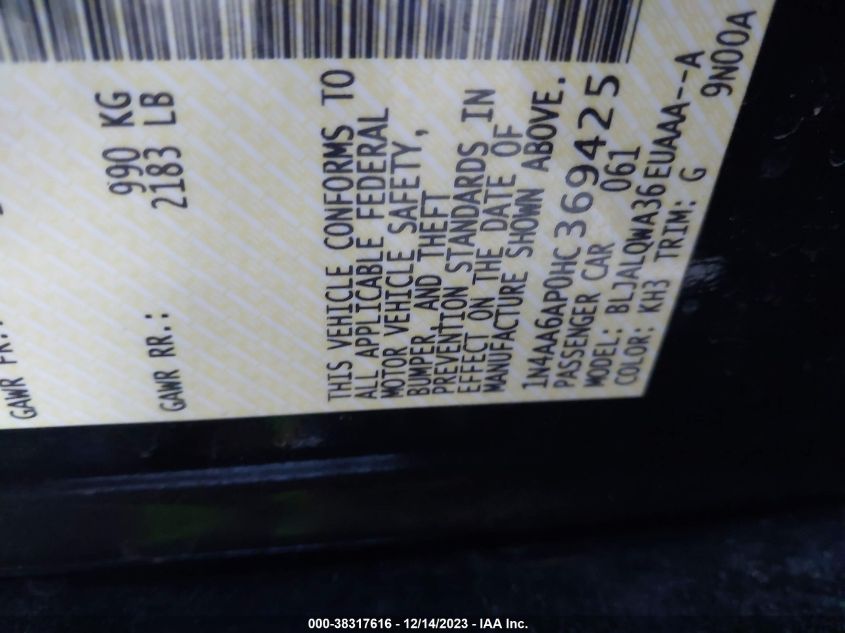 GAWR FR.:
990 KG
GAWR RR.: 2183 LB
THIS VEHICLE CONFORMS TO
ALL APPLICABLE FEDERAL
MOTOR VEHICLE SAFETY,
BUMPER, AND THEFT
PREVENTION STANDARDS IN
EFFECT ON THE DATE OF
MANUFACTURE SHOWN ABOVE.
1N4AA6AP0HC369425
PASSENGER CAR 061
MODEL: BLJALQWA36EUAAA--A
COLOR: KH3 TRIM: G
9N00A
000-38317616 - 12/14/2023 - IAA Inc.